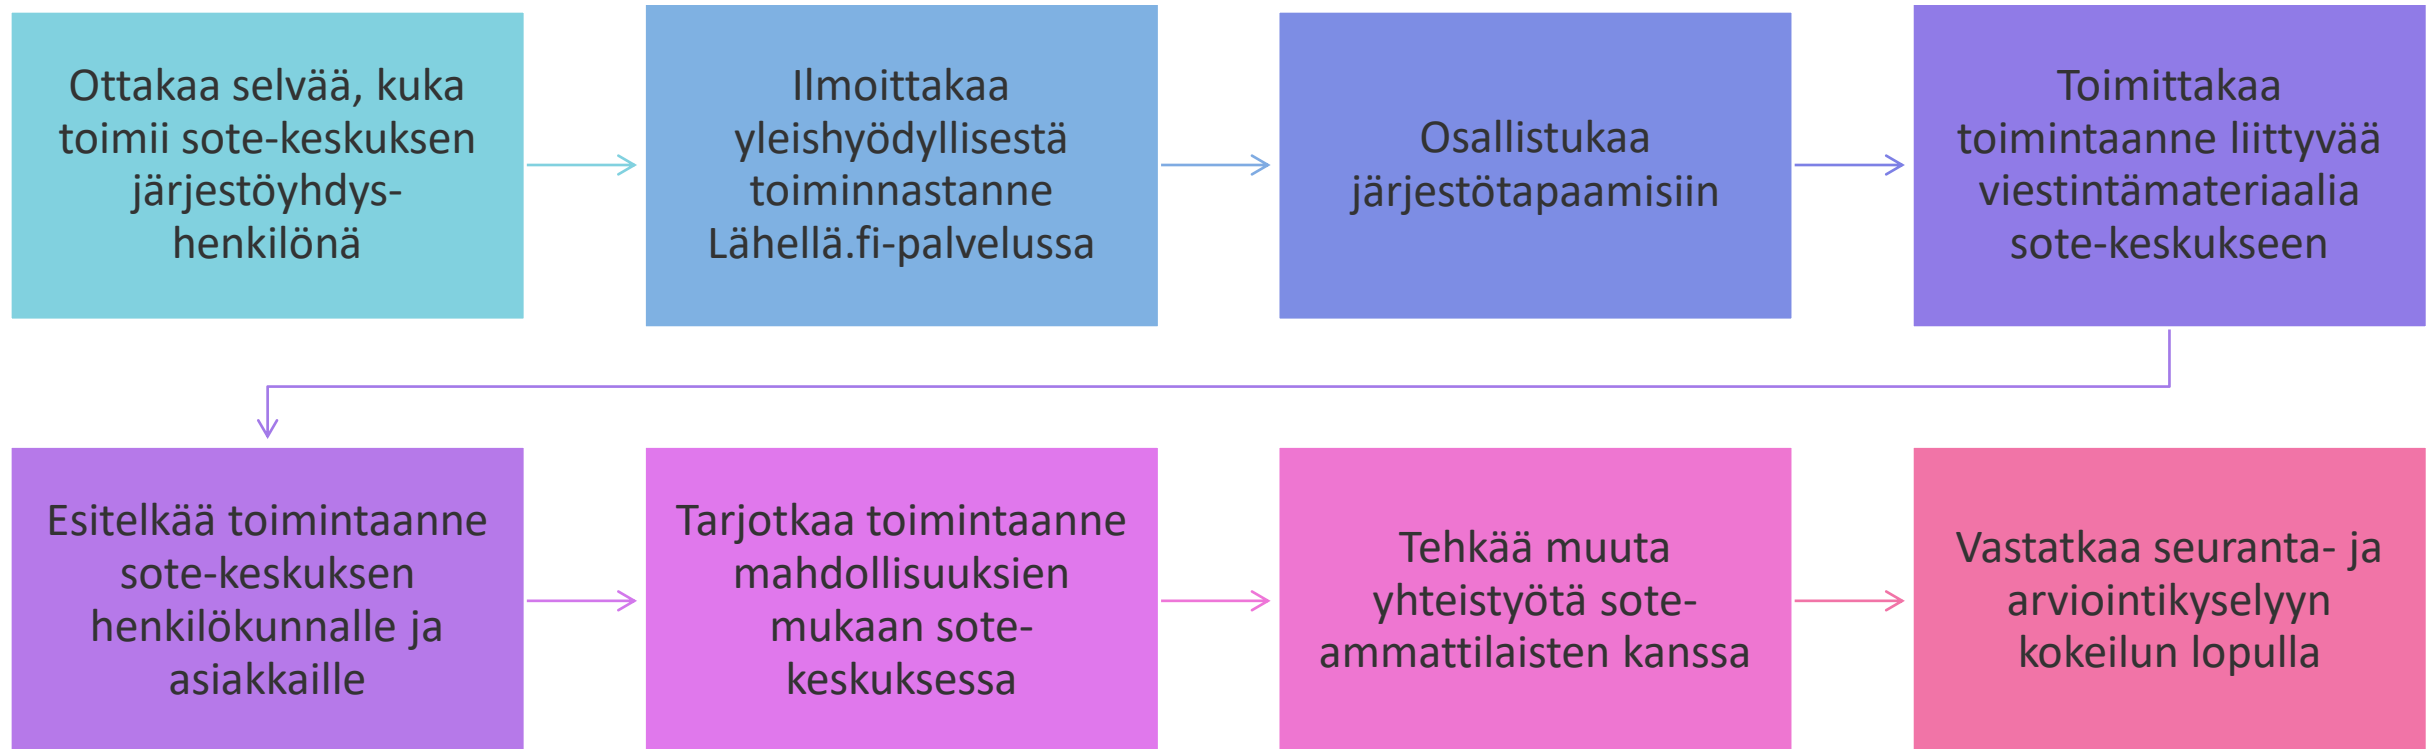 Ottakaa selvää, kuka
toimii sote-keskuksen
järjestöyhdys-
henkilönä
Ilmoittakaa
yleishyödyllisestä
toiminnastanne
Lähellä.fi-palvelussa
Osallistukaa
järjestötapaamisiin
Toimittakaa
toimintaanne liittyvää
viestintämateriaalia
sote-keskukseen
Esitelkää toimintaanne
sote-keskuksen
henkilökunnalle ja
asiakkaille
Tarjotkaa toimintaanne
mahdollisuuksien
mukaan sote-
keskuksessa
Tehkää muuta
yhteistyötä sote-
ammattilaisten kanssa
Vastatkaa seuranta- ja
arviointikyselyyn
kokeilun lopulla